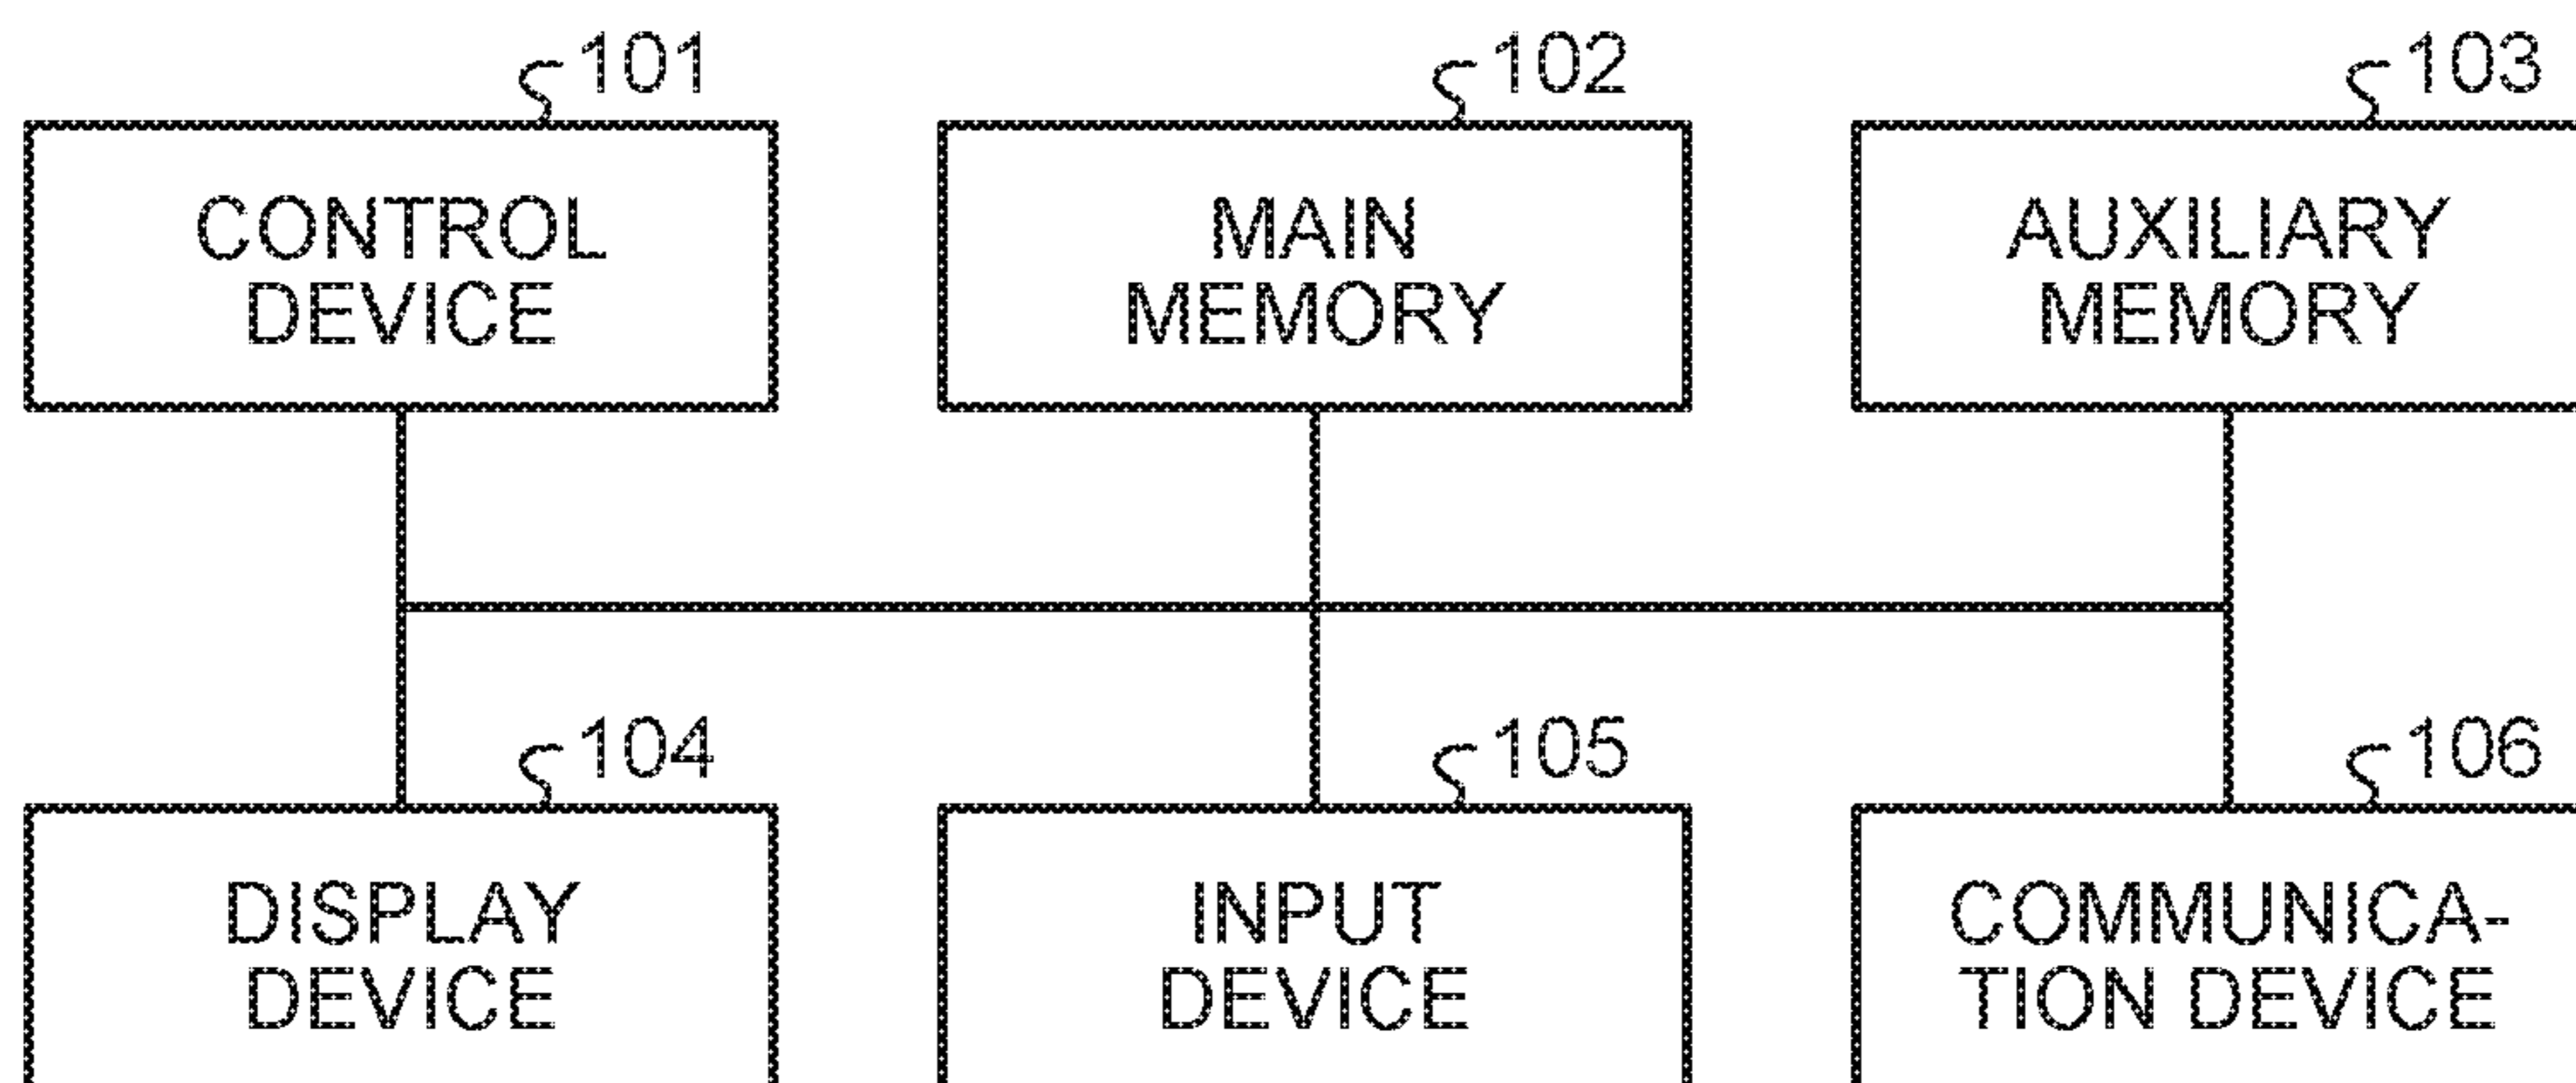 101
102
103
CONTROL
DEVICE
MAIN
MEMORY
AUXILIARY
MEMORY
104
105
106
DISPLAY
DEVICE
INPUT
DEVICE
COMMUNICA-
TION DEVICE